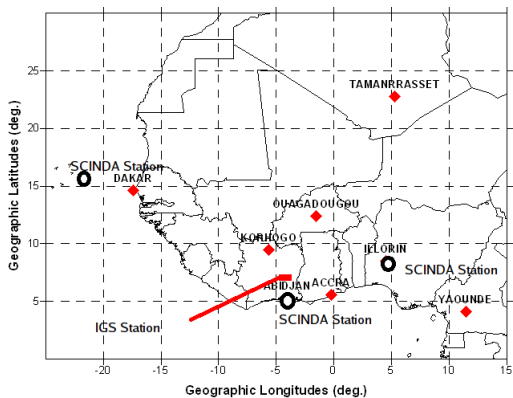 25
20
15
10
5
Geographic Latitudes (deg.)
TAMANRRASSET
SCINDA Station
DAKAR
OUAGADOUGOU
KORHOGO
ILLORIN
SCINDA Station
ABIDJAN
ACCRA
YAOUNDE
SCINDA Station
IGS Station
-20
-15
-10
-5
0
5
10
15
Geographic Longitudes (deg.)